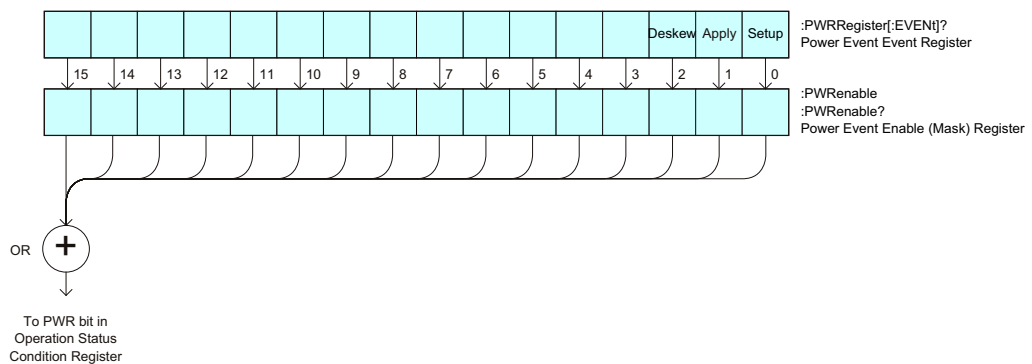 Deskew Apply Setup
:PWRRegister[:EVENt]?
Power Event Event Register
15 14 13 12 11 10 9 8 7 6 5 4 3 2 1 0
:PWRenable
:PWRenable?
Power Event Enable (Mask) Register
OR +
To PWR bit in
Operation Status
Condition Register